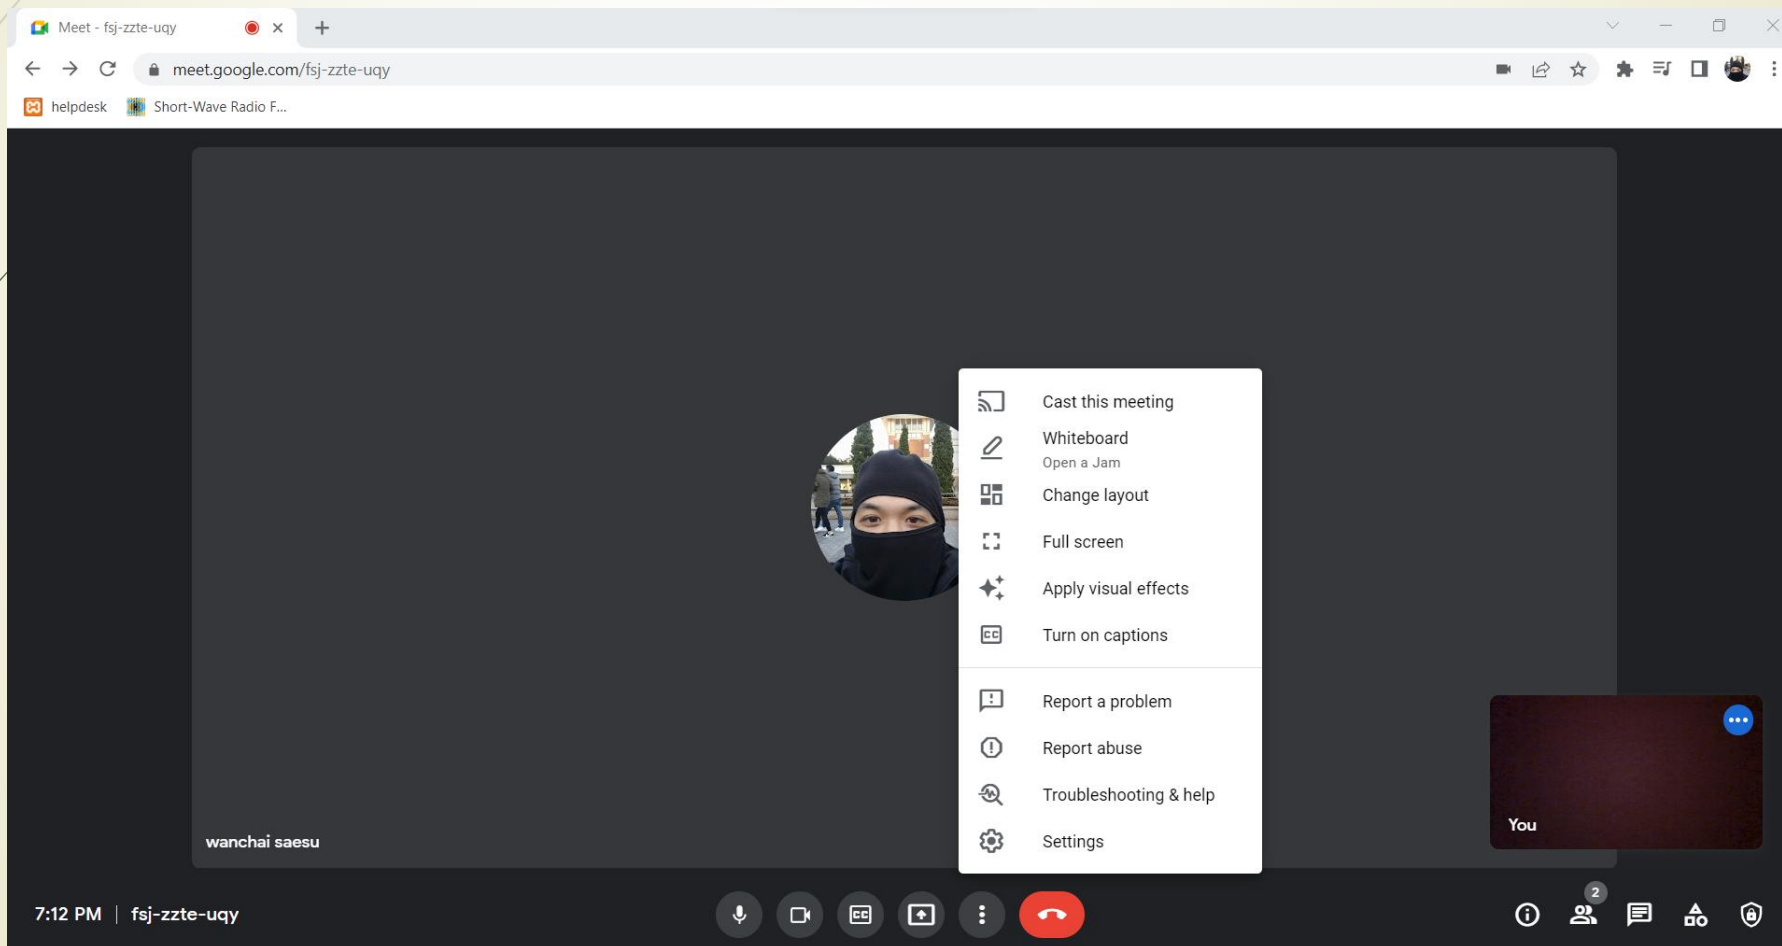 Meet - fsj-zzte-uqy
meet.google.com/fsj-zzte-uqy
helpdesk Short-Wave Radio F...
Cast this meeting
Whiteboard
Open a Jam
Change layout
Full screen
Apply visual effects
Turn on captions
Report a problem
Report abuse
Troubleshooting & help
Settings
You
wanchai saesu
7:12 PM | fsj-zzte-uqy
CC
2